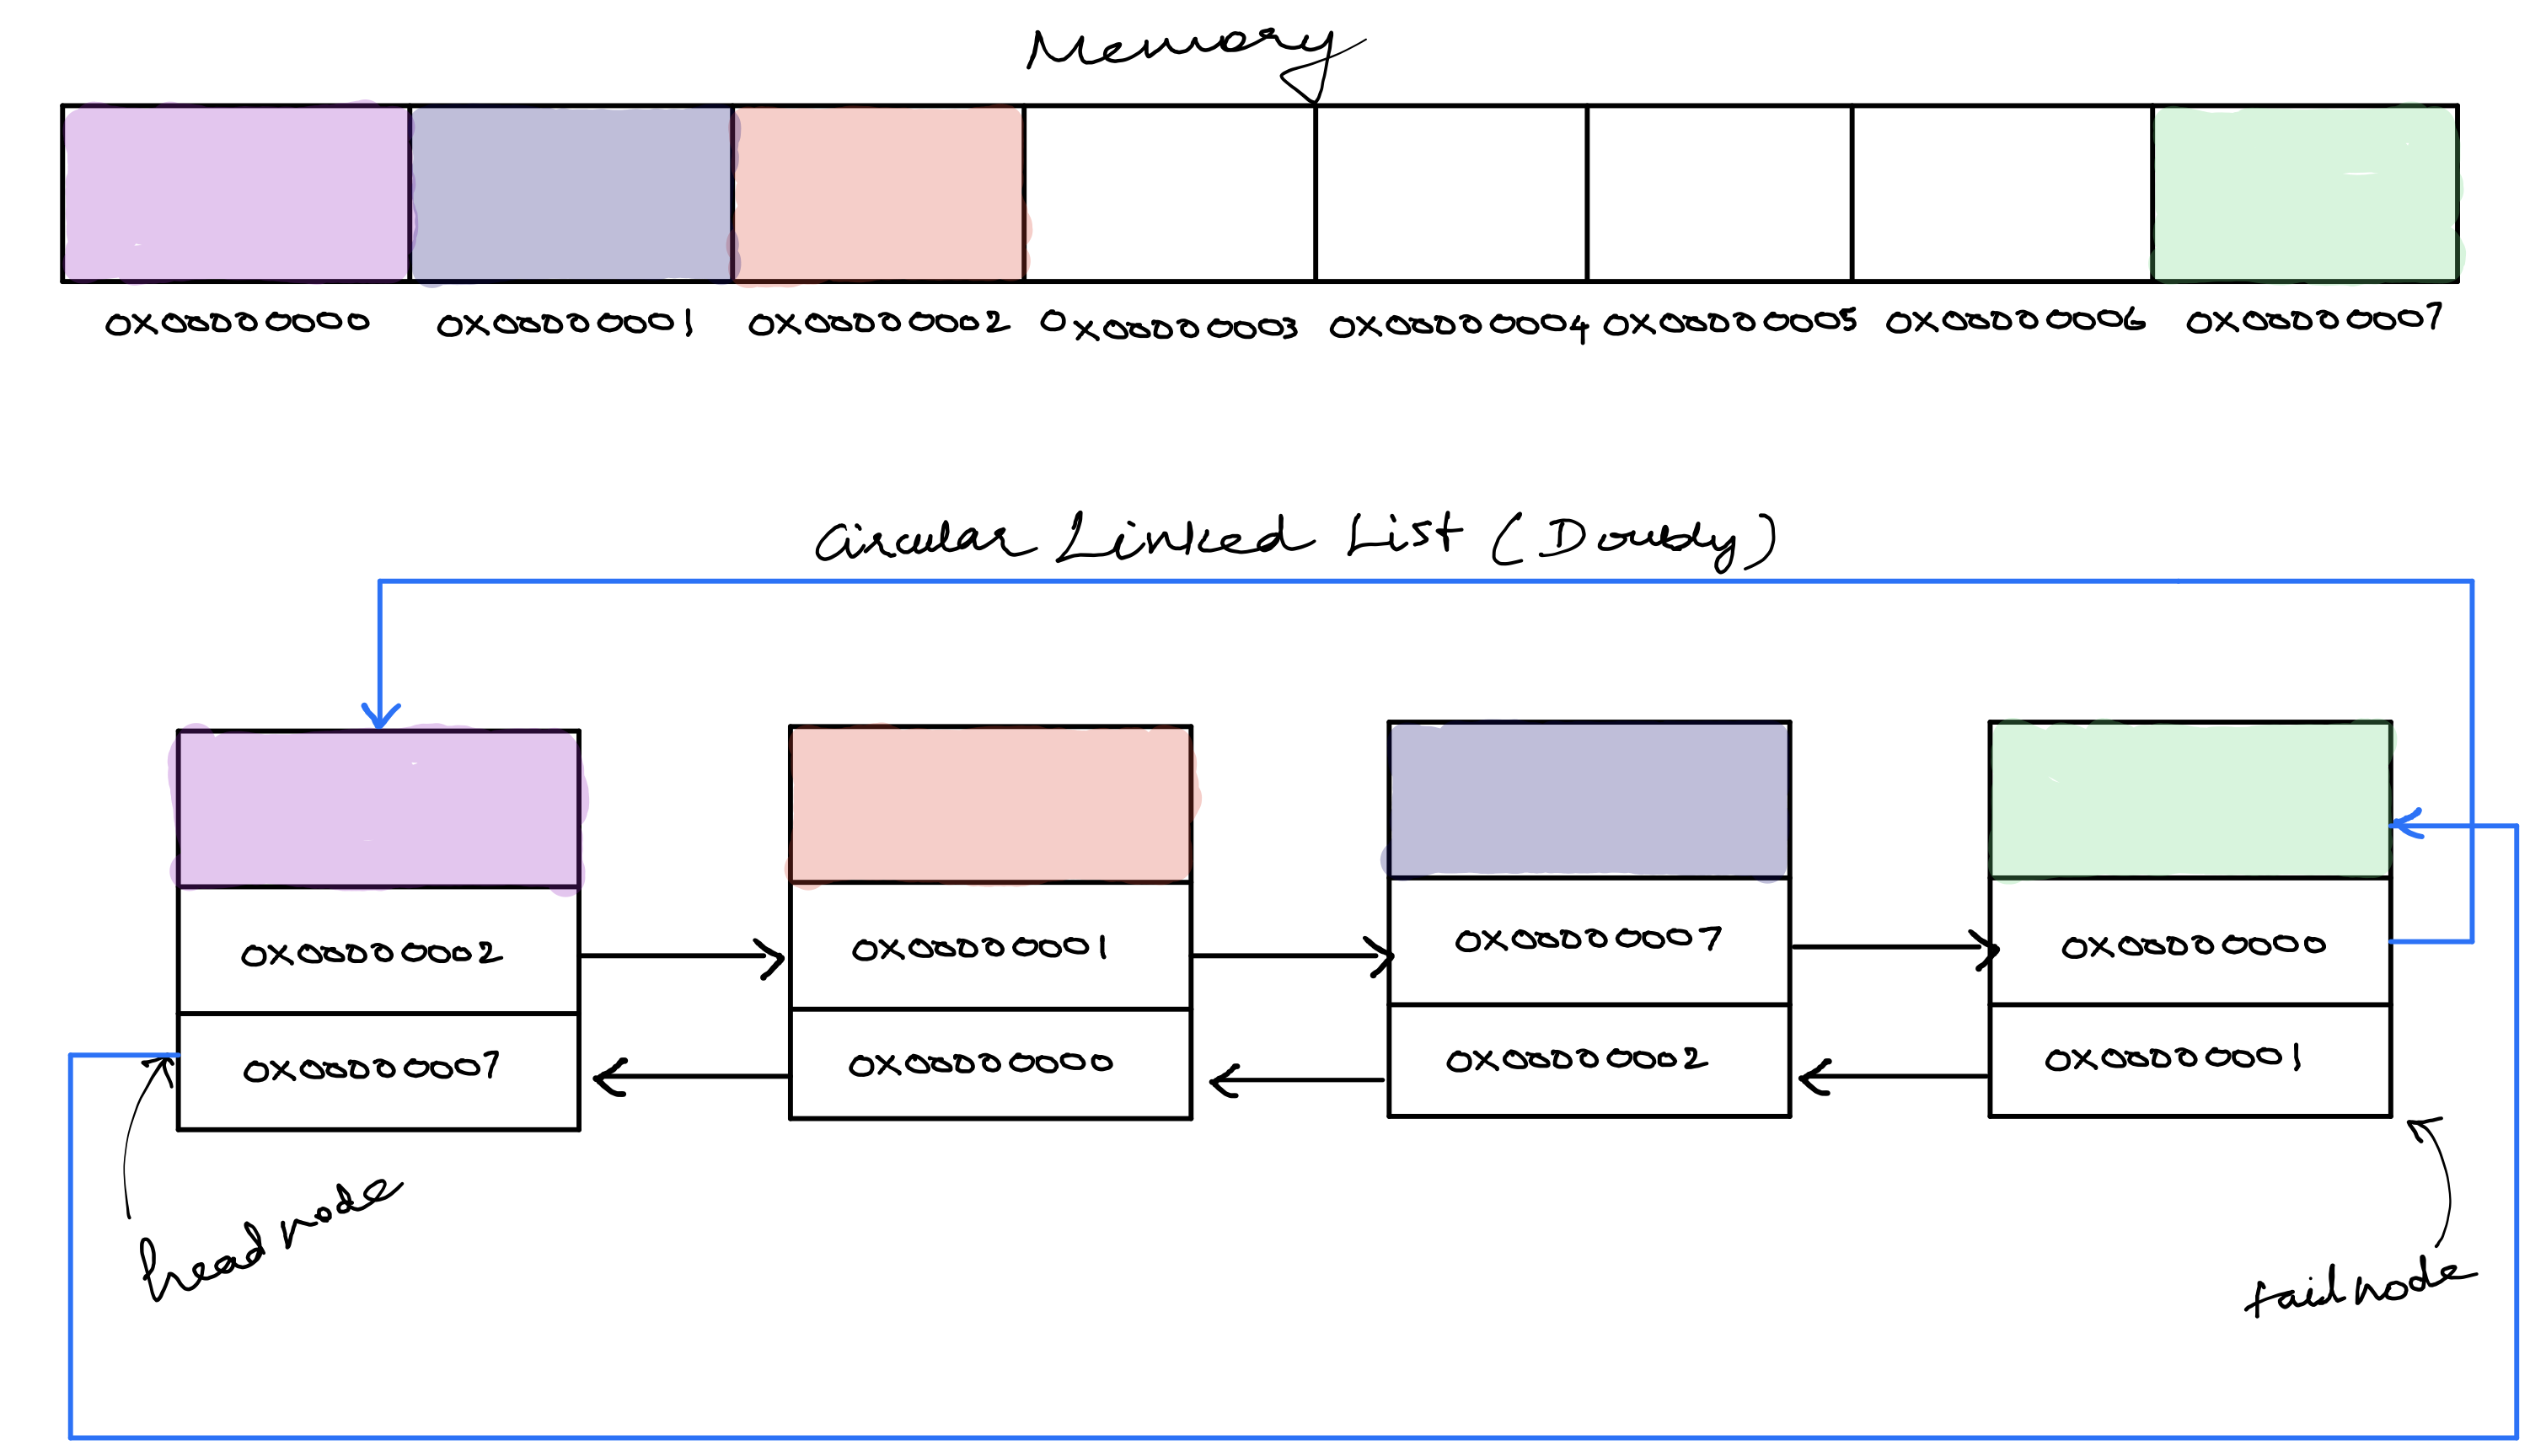 Memory
0x00000000 0x00000001 0x00000002 0x00000003 0x00000004 0x00000005 0x00000006 0x00000007
Circular Linked List (Doubly)
0x00000002 0x00000001 0x00000007 0x00000000
0x00000007 0x00000000 0x00000002 0x00000001
head node
tail node